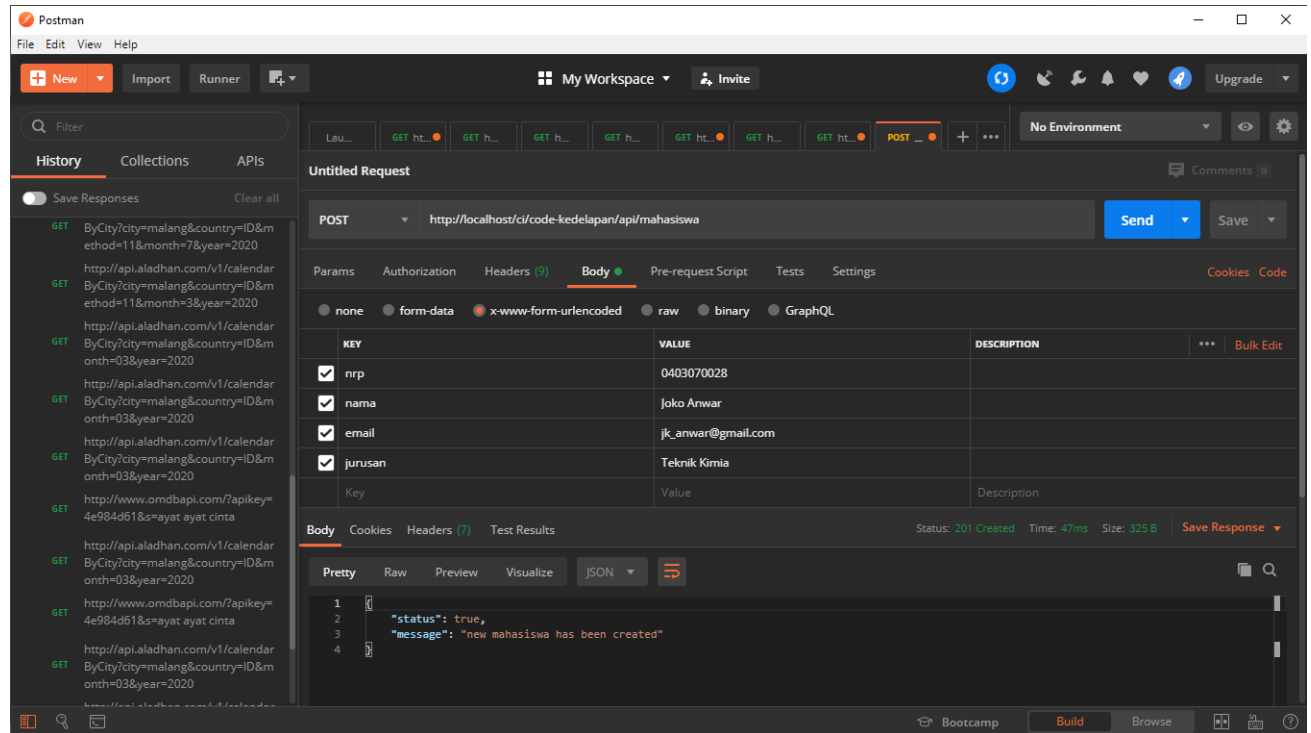 Postman
File Edit View Help
New Import Runner My Workspace Invite Upgrade
Filter
History Collections APIs
Save Responses Clear all
GET ByCity?city=malang&country=ID&m
ethod=11&month=7&year=2020
http://api.aladhan.com/v1/calendar
GET ByCity?city=malang&country=ID&m
ethod=11&month=3&year=2020
http://api.aladhan.com/v1/calendar
GET ByCity?city=malang&country=ID&m
onth=03&year=2020
http://api.aladhan.com/v1/calendar
GET ByCity?city=malang&country=ID&m
onth=03&year=2020
http://api.aladhan.com/v1/calendar
GET ByCity?city=malang&country=ID&m
onth=03&year=2020
GET http://www.omdbapi.com/?apikey=
4e984d61&s=ayat ayat cinta
http://api.aladhan.com/v1/calendar
GET ByCity?city=malang&country=ID&m
onth=03&year=2020
GET http://www.omdbapi.com/?apikey=
4e984d61&s=ayat ayat cinta
http://api.aladhan.com/v1/calendar
GET ByCity?city=malang&country=ID&m
onth=03&year=2020
Lau... GET ht... GET h... GET h... GET h... GET ht... GET h... GET ht... POST ... + ••• No Environment
Untitled Request Comments 0
POST http://localhost/ci/code-kedelapan/api/mahasiswa Send Save
Params Authorization Headers (9) Body Pre-request Script Tests Settings Cookies Code
none form-data x-www-form-urlencoded raw binary GraphQL
KEY VALUE DESCRIPTION ••• Bulk Edit
nrp 0403070028
nama Joko Anwar
email jk_anwar@gmail.com
jurusan Teknik Kimia
Key Value Description
Body Cookies Headers (7) Test Results Status: 201 Created Time: 47ms Size: 325 B Save Response
Pretty Raw Preview Visualize JSON
1 {
2 "status": true,
3 "message": "new mahasiswa has been created"
4 }
Bootcamp Build Browse